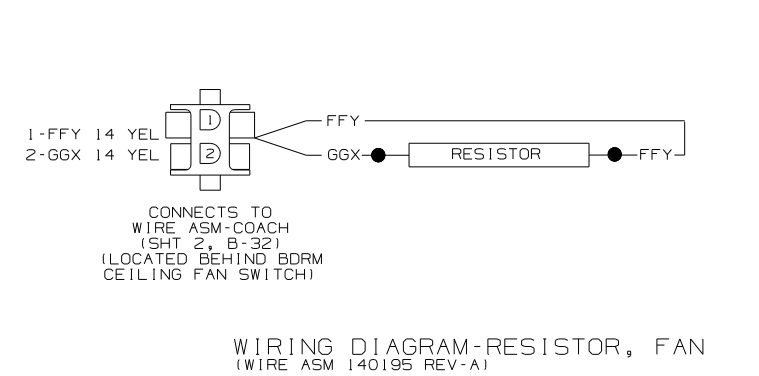 1
FFY
1-FFY 14 YEL
2-GGX 14 YEL
2
GGX
RESISTOR
FFY
CONNECTS TO
WIRE ASM-COACH
(SHT 2, B-32)
(LOCATED BEHIND BDRM
CEILING FAN SWITCH)
WIRING DIAGRAM-RESISTOR, FAN
(WIRE ASM 140195 REV-A)